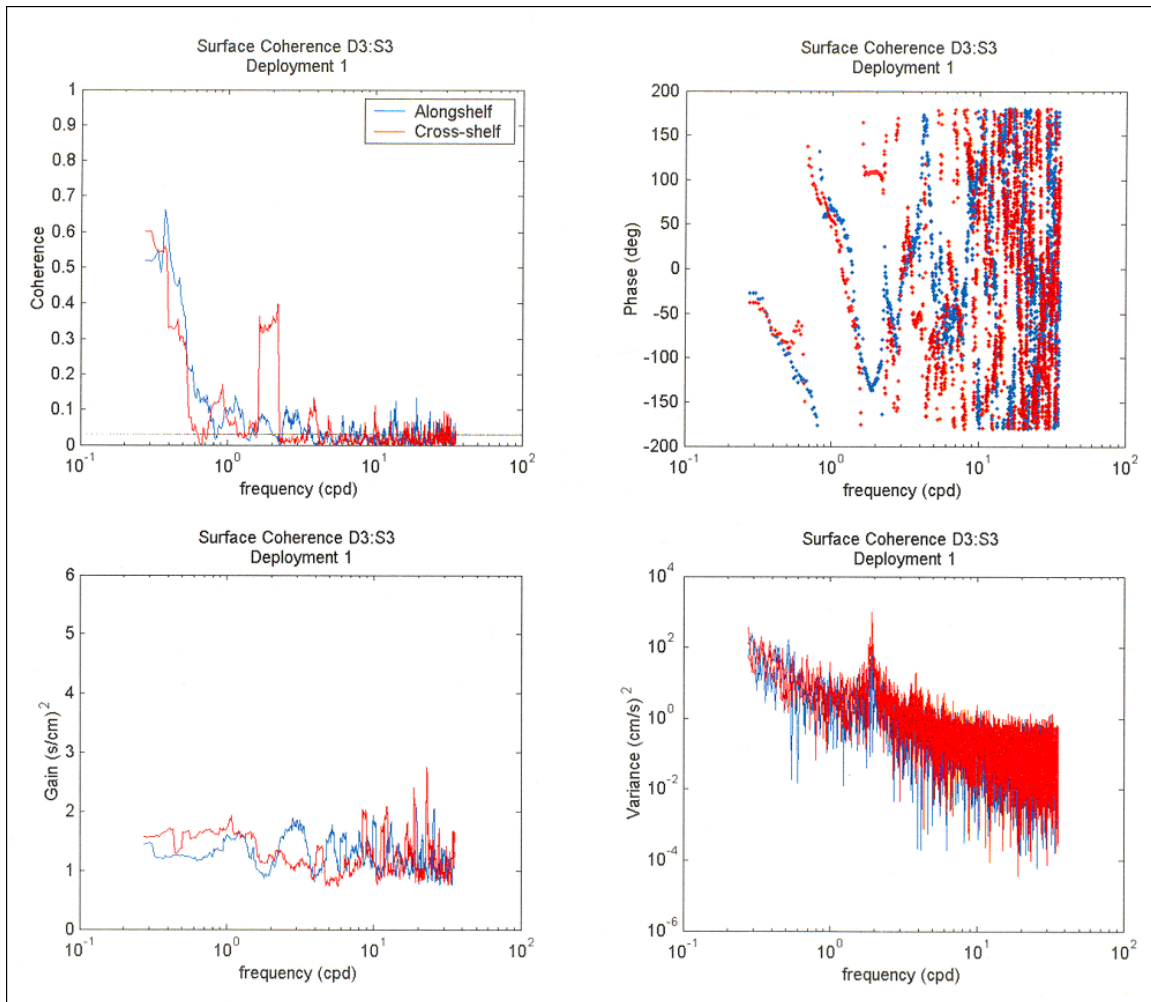 Surface Coherence D3:S3
Deployment 1
1
0.9
0.8
0.7
0.6
0.5
0.4
0.3
0.2
0.1
0
Coherence
Alongshelf
Cross-shelf
10^-1
10^0
10^1
10^2
frequency (cpd)
Surface Coherence D3:S3
Deployment 1
200
150
100
50
0
-50
-100
-150
-200
Phase (deg)
10^-1
10^0
10^1
10^2
frequency (cpd)
Surface Coherence D3:S3
Deployment 1
6
5
4
3
2
1
0
Gain (s/cm)^2
10^-1
10^0
10^1
10^2
frequency (cpd)
Surface Coherence D3:S3
Deployment 1
10^4
10^2
10^0
10^-2
10^-4
10^-6
Variance (cm/s)^2
10^-1
10^0
10^1
10^2
frequency (cpd)